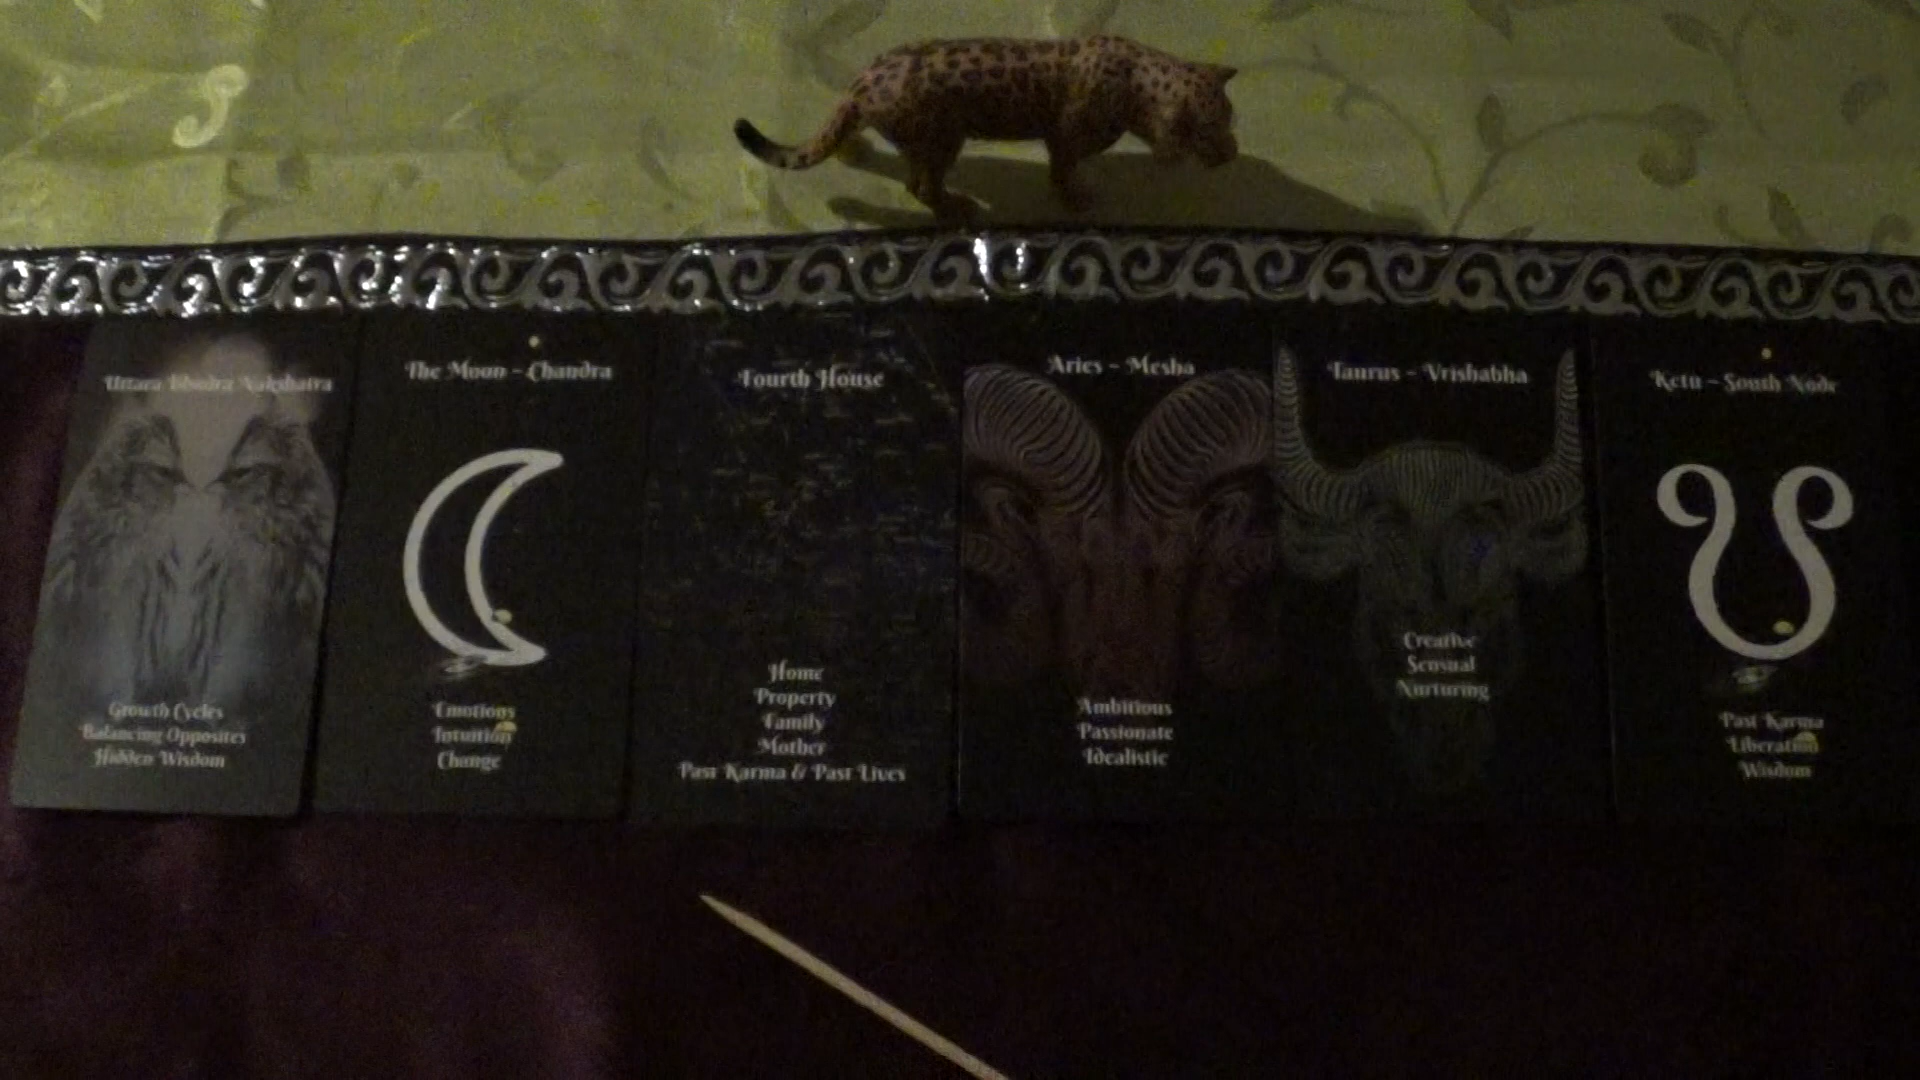 Uttara Bhadra Nakshatra
Growth Cycles
Balancing Opposites
Hidden Wisdom
The Moon - Chandra
Emotions
Intuition
Change
Fourth House
Home
Property
Family
Mother
Past Karma & Past Lives
Aries - Mesha
Ambitious
Passionate
Idealistic
Taurus - Vrishabha
Creative
Sensual
Nurturing
Ketu - South Node
Past Karma
Liberation
Wisdom